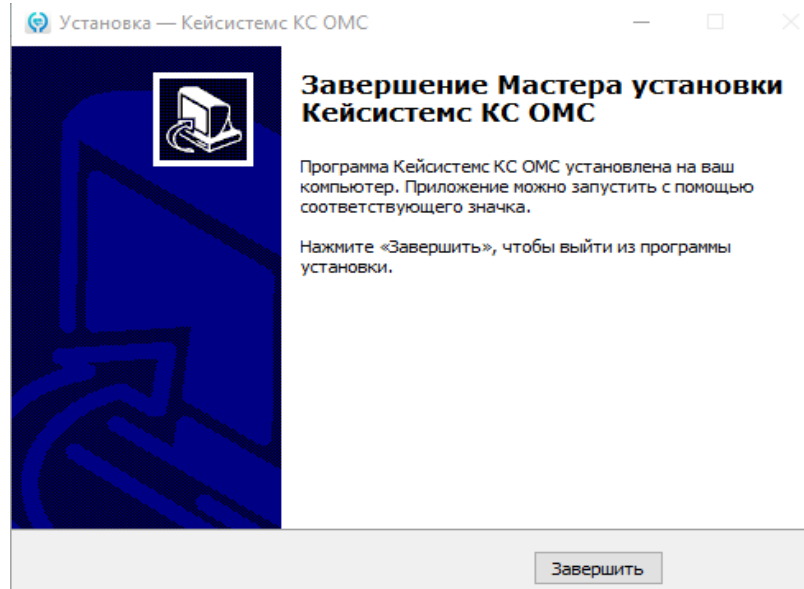 Установка — Кейсистемс КС ОМС
Завершение Мастера установки
Кейсистемс КС ОМС
Программа Кейсистемс КС ОМС установлена на ваш
компьютер. Приложение можно запустить с помощью
соответствующего значка.
Нажмите «Завершить», чтобы выйти из программы
установки.
Завершить